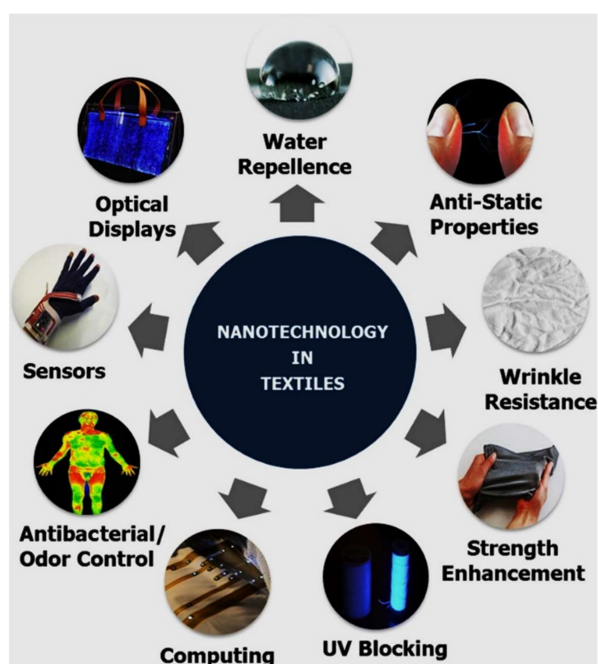 Water
Repellence
Anti-Static
Properties
Wrinkle
Resistance
Strength
Enhancement
UV Blocking
Computing
Antibacterial/
Odor Control
Sensors
Optical
Displays
NANOTECHNOLOGY
IN
TEXTILES